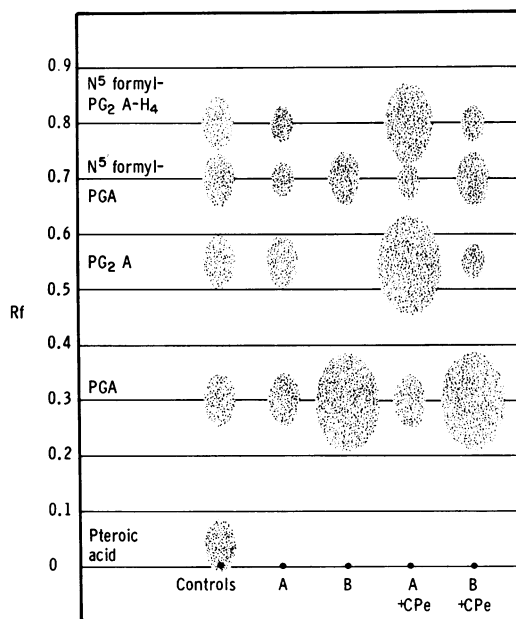 0.9
N5 formyl-
PG2 A-H4
0.8
N5 formyl-
0.7
PGA
0.6
PG2 A
0.5
Rf
0.4
PGA
0.3
0.2
0.1
Pteroic
acid
0
Controls A B A B
+CPe +CPe